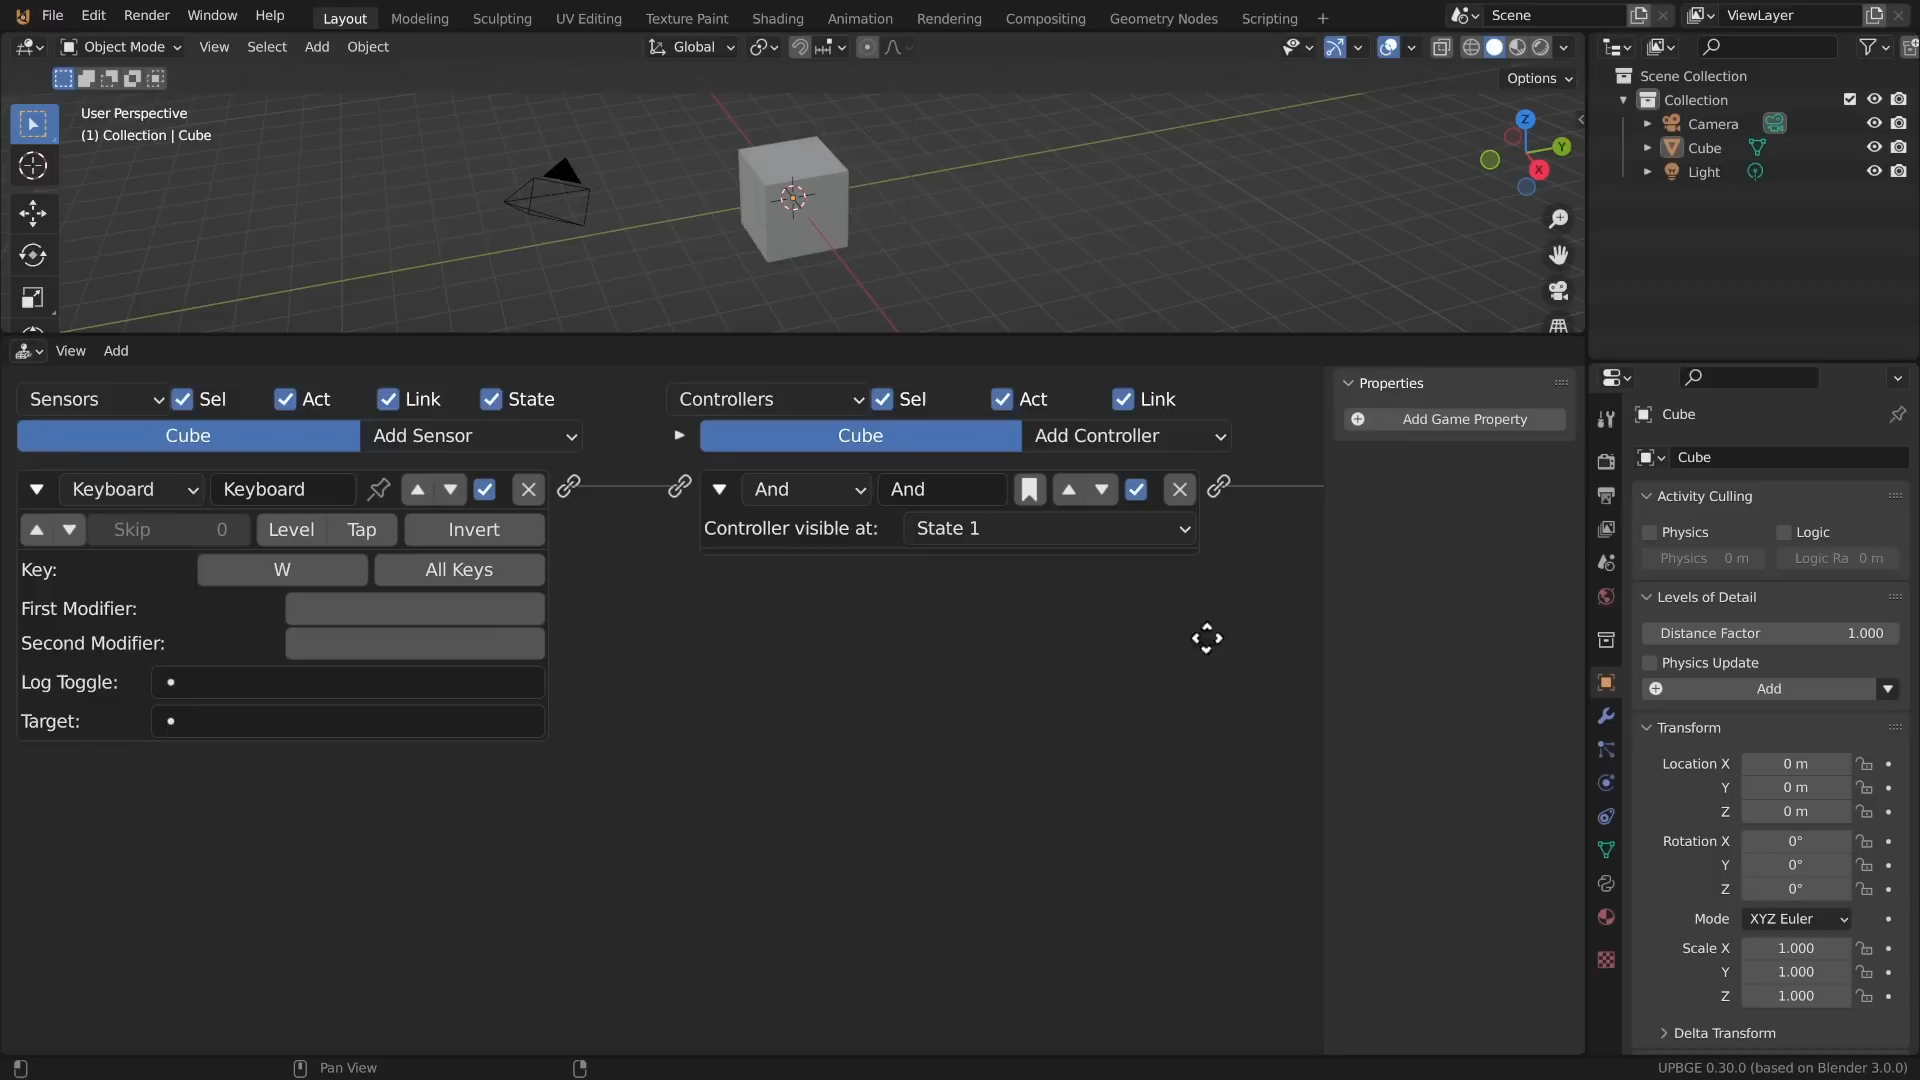 File Edit Render Window Help Layout Modeling Sculpting UV Editing Texture Paint Shading Animation Rendering Compositing Geometry Nodes Scripting + Scene ViewLayer
Object Mode View Select Add Object Global
Options
User Perspective
(1) Collection | Cube
Z
Y
X
Scene Collection
Collection
Camera
Cube
Light
View Add
Sensors Sel Act Link State Controllers Sel Act Link
Cube Add Sensor Cube Add Controller
Keyboard Keyboard And And
Skip 0 Level Tap Invert Controller visible at: State 1
Key: W All Keys
First Modifier:
Second Modifier:
Log Toggle:
Target:
Properties
Add Game Property
Cube
Cube
Activity Culling
Physics Logic
Physics 0 m Logic Ra 0 m
Levels of Detail
Distance Factor 1.000
Physics Update
Add
Transform
Location X 0 m
Y 0 m
Z 0 m
Rotation X 0°
Y 0°
Z 0°
Mode XYZ Euler
Scale X 1.000
Y 1.000
Z 1.000
Delta Transform
Pan View UPBGE 0.30.0 (based on Blender 3.0.0)